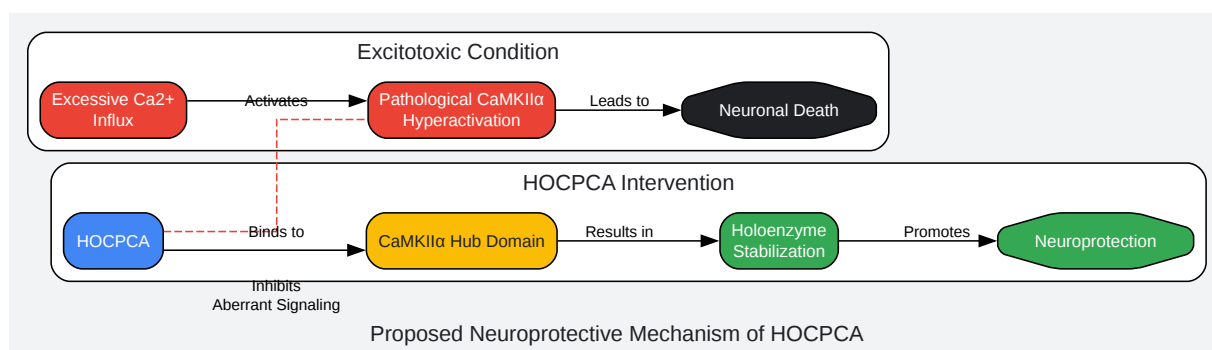 Excitotoxic Condition
Excessive Ca2+
Influx
Activates
Pathological CaMKIIα
Hyperactivation
Leads to
Neuronal Death
HOCPCA Intervention
HOCPCA
Binds to
CaMKIIα Hub Domain
Results in
Holoenzyme
Stabilization
Promotes
Neuroprotection
Inhibits
Aberrant Signaling
Proposed Neuroprotective Mechanism of HOCPCA